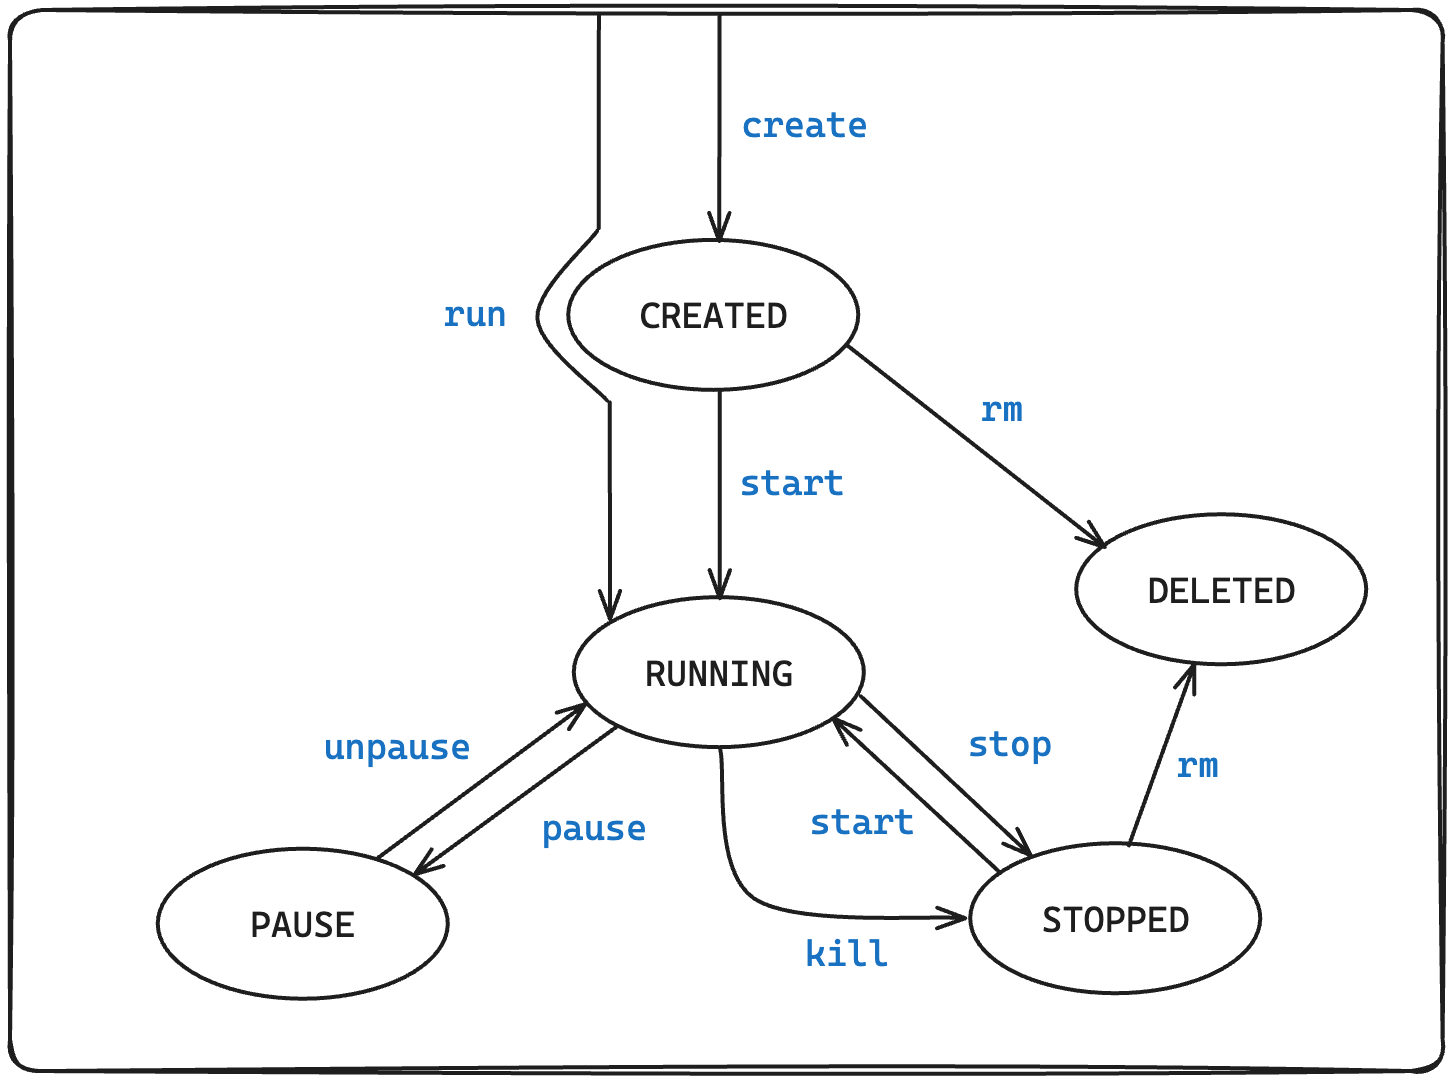 create
run
CREATED
rm
start
DELETED
RUNNING
unpause
stop
rm
pause
start
PAUSE
STOPPED
kill